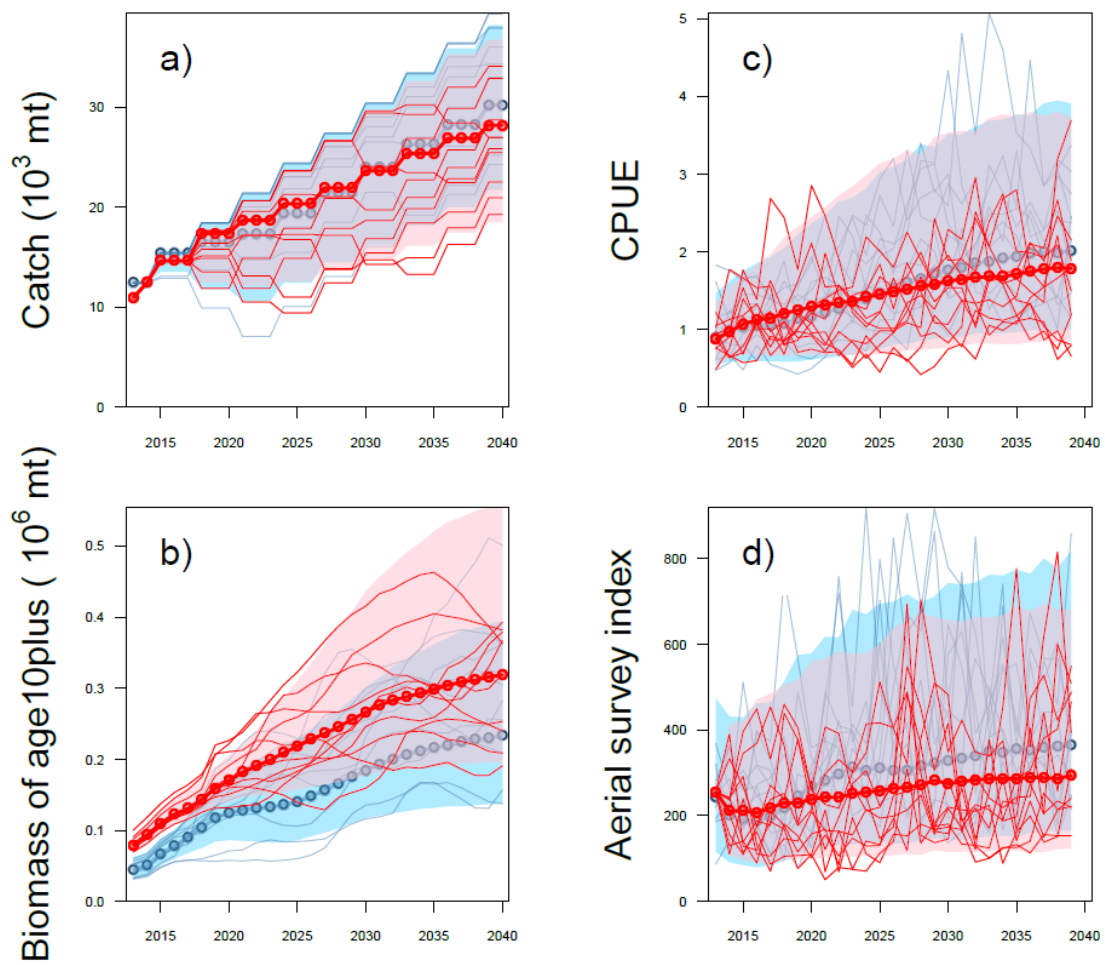 a)
Catch (10³ mt)
30
20
10
0
2015 2020 2025 2030 2035 2040
c)
CPUE
5
4
3
2
1
0
2015 2020 2025 2030 2035 2040
b)
Biomass of age10plus ( 10⁶ mt)
0.5
0.4
0.3
0.2
0.1
0.0
2015 2020 2025 2030 2035 2040
d)
Aerial survey index
800
600
400
200
0
2015 2020 2025 2030 2035 2040